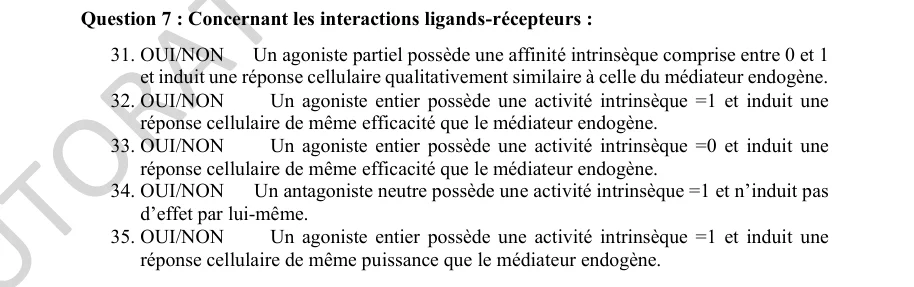 Question 7 : Concernant les interactions ligands-récepteurs :
31. OUI/NON Un agoniste partiel possède une affinité intrinsèque comprise entre 0 et 1
et induit une réponse cellulaire qualitativement similaire à celle du médiateur endogène.
32. OUI/NON Un agoniste entier possède une activité intrinsèque =1 et induit une
réponse cellulaire de même efficacité que le médiateur endogène.
33. OUI/NON Un agoniste entier possède une activité intrinsèque =0 et induit une
réponse cellulaire de même efficacité que le médiateur endogène.
34. OUI/NON Un antagoniste neutre possède une activité intrinsèque =1 et n’induit pas
d’effet par lui-même.
35. OUI/NON Un agoniste entier possède une activité intrinsèque =1 et induit une
réponse cellulaire de même puissance que le médiateur endogène.